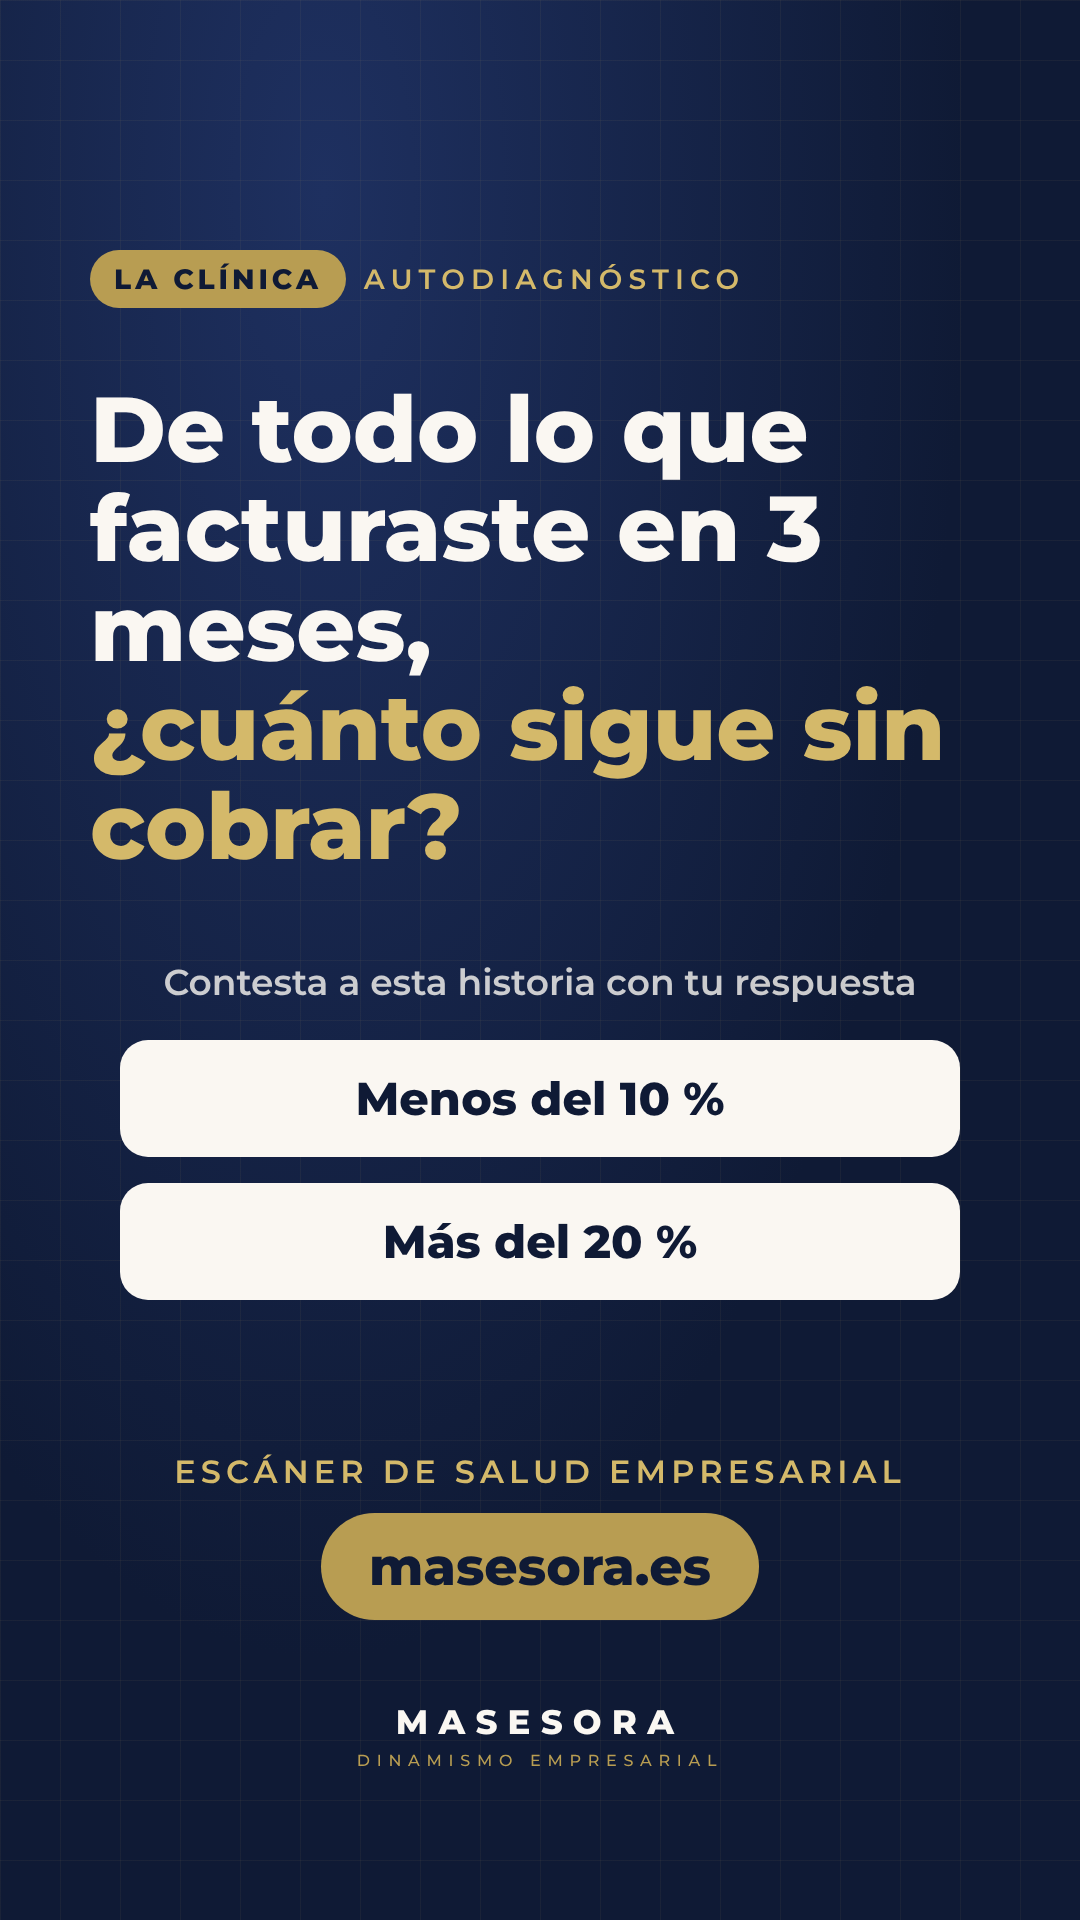 LA CLÍNICA AUTODIAGNÓSTICO
De todo lo que
facturaste en 3
meses,
¿cuánto sigue sin
cobrar?
Contesta a esta historia con tu respuesta
Menos del 10 %
Más del 20 %
ESCÁNER DE SALUD EMPRESARIAL
masesora.es
MASESORA
DINAMISMO EMPRESARIAL